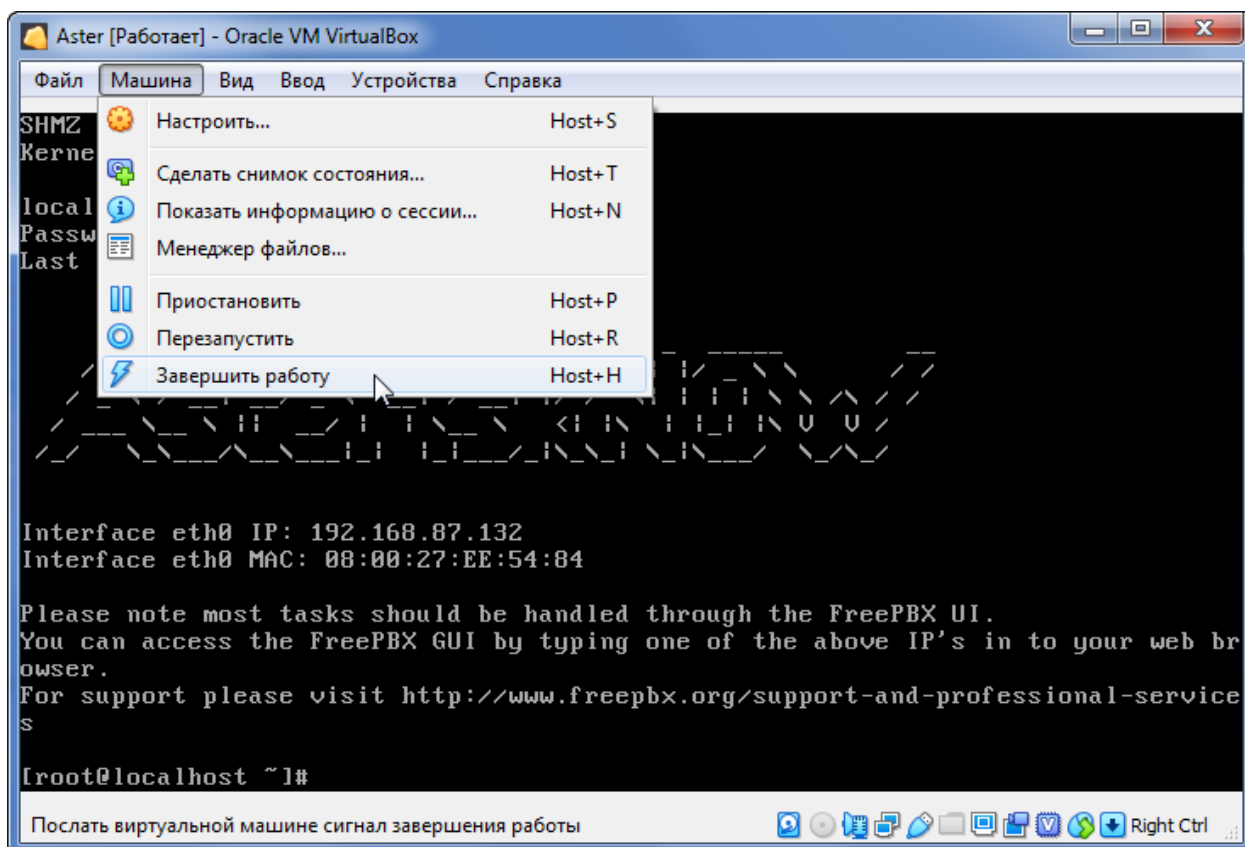 Aster [Работает] - Oracle VM VirtualBox
Файл Машина Вид Ввод Устройства Справка
SHMZ
Kerne
local
Passw
Last
Настроить... Host+S
Сделать снимок состояния... Host+T
Показать информацию о сессии... Host+N
Менеджер файлов...
Приостановить Host+P
Перезапустить Host+R
Завершить работу Host+H
Interface eth0 IP: 192.168.87.132
Interface eth0 MAC: 08:00:27:EE:54:84
Please note most tasks should be handled through the FreePBX UI.
You can access the FreePBX GUI by typing one of the above IP's in to your web br
owser.
For support please visit http://www.freepbx.org/support-and-professional-service
s
[root@localhost ~]#
Послать виртуальной машине сигнал завершения работы Right Ctrl